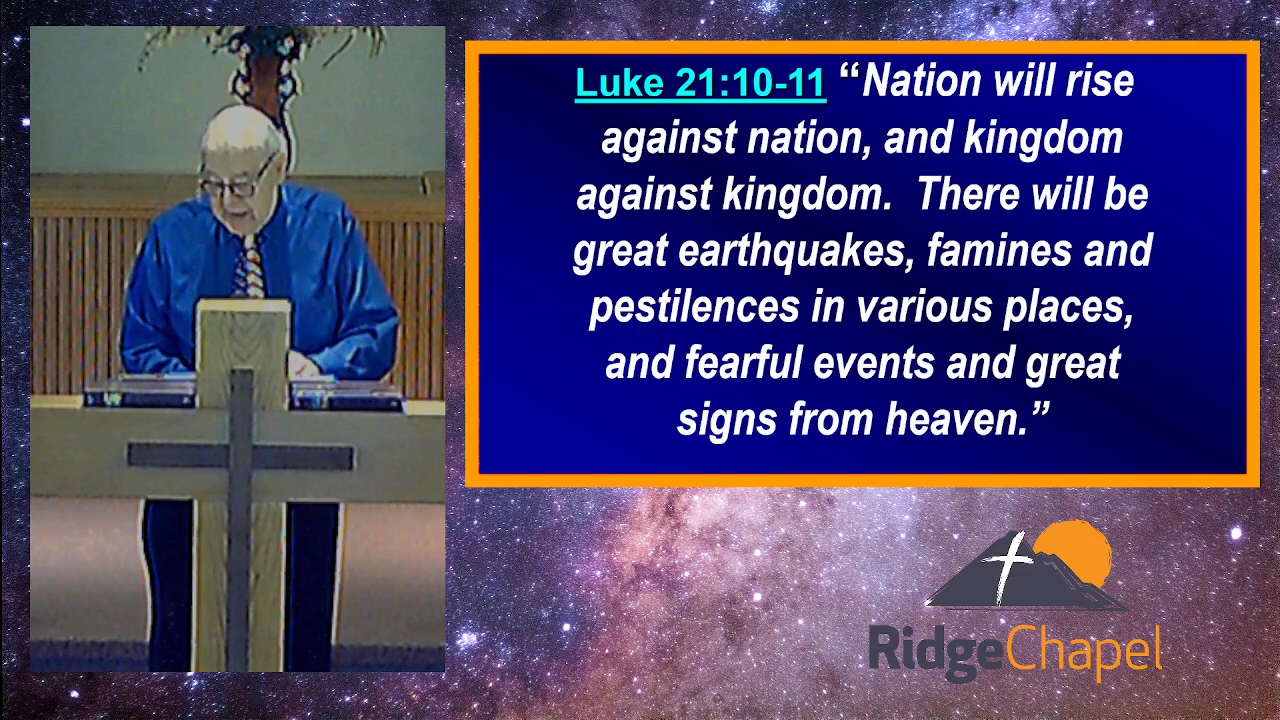 Luke 21:10-11 “Nation will rise
against nation, and kingdom
against kingdom.  There will be
great earthquakes, famines and
pestilences in various places,
and fearful events and great
signs from heaven.”
RidgeChapel